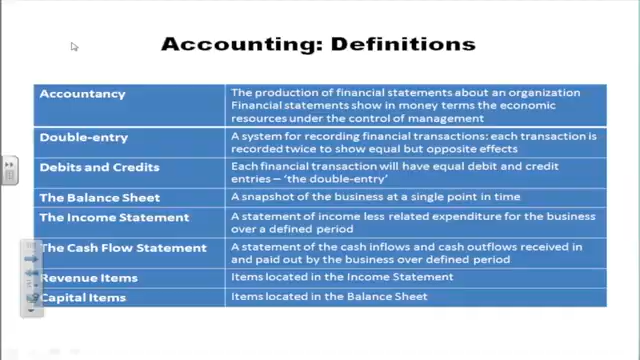 Accounting: Definitions
Accountancy
The production of financial statements about an organization
Financial statements show in money terms the economic
resources under the control of management
Double-entry
A system for recording financial transactions: each transaction is
recorded twice to show equal but opposite effects
Debits and Credits
Each financial transaction will have equal debit and credit
entries – 'the double-entry'
The Balance Sheet
A snapshot of the business at a single point in time
The Income Statement
A statement of income less related expenditure for the business
over a defined period
The Cash Flow Statement
A statement of the cash inflows and cash outflows received in
and paid out by the business over defined period
Revenue Items
Items located in the Income Statement
Capital Items
Items located in the Balance Sheet